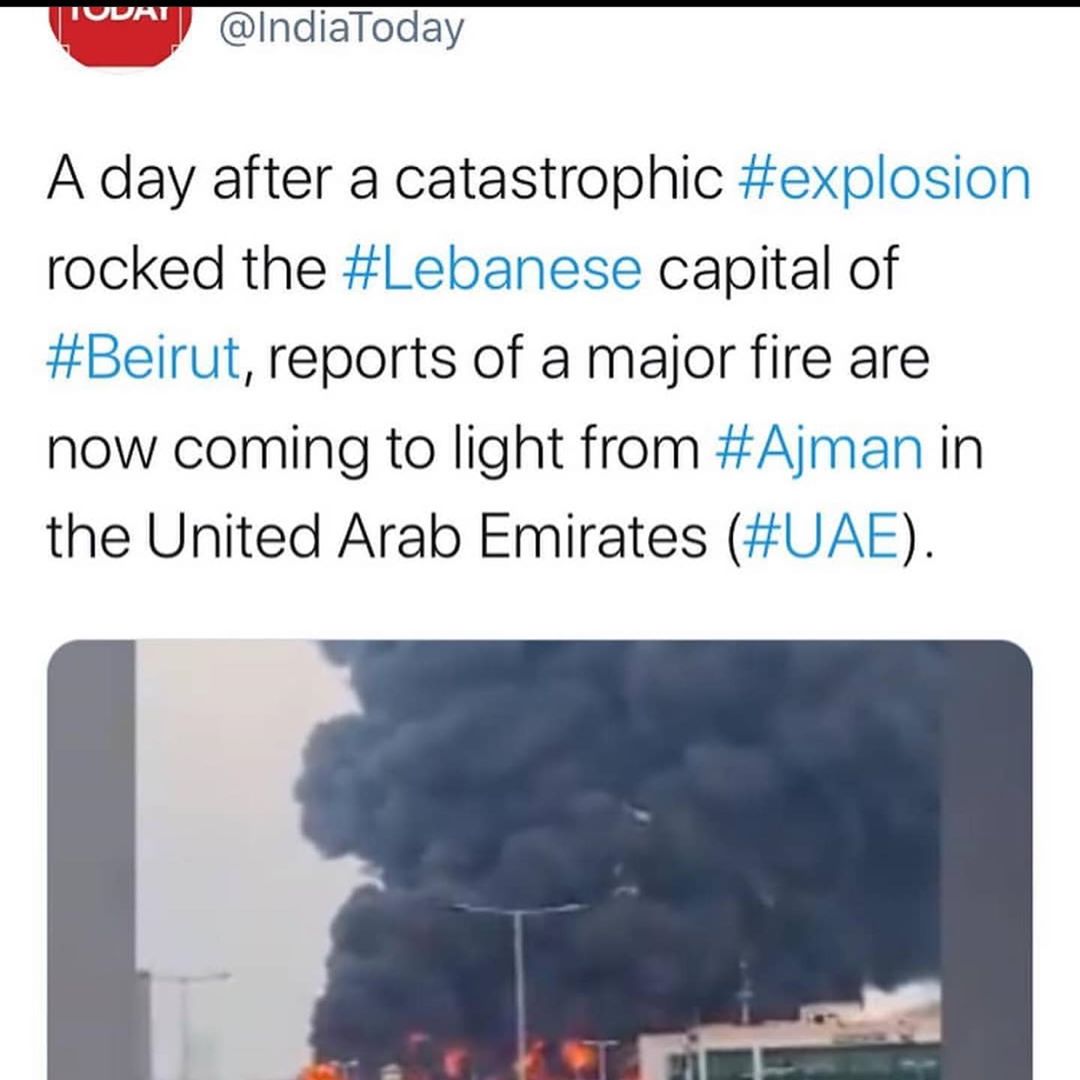 TODAY
@IndiaToday
A day after a catastrophic #explosion
rocked the #Lebanese capital of
#Beirut, reports of a major fire are
now coming to light from #Ajman in
the United Arab Emirates (#UAE).